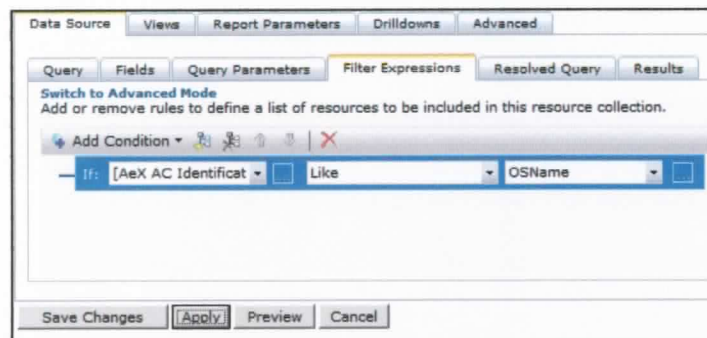 Data Source Views Report Parameters Drilldowns Advanced
Query Fields Query Parameters Filter Expressions Resolved Query Results
Switch to Advanced Mode
Add or remove rules to define a list of resources to be included in this resource collection.
Add Condition
If: [AeX AC Identificat ... Like OSName ...
Save Changes Apply Preview Cancel